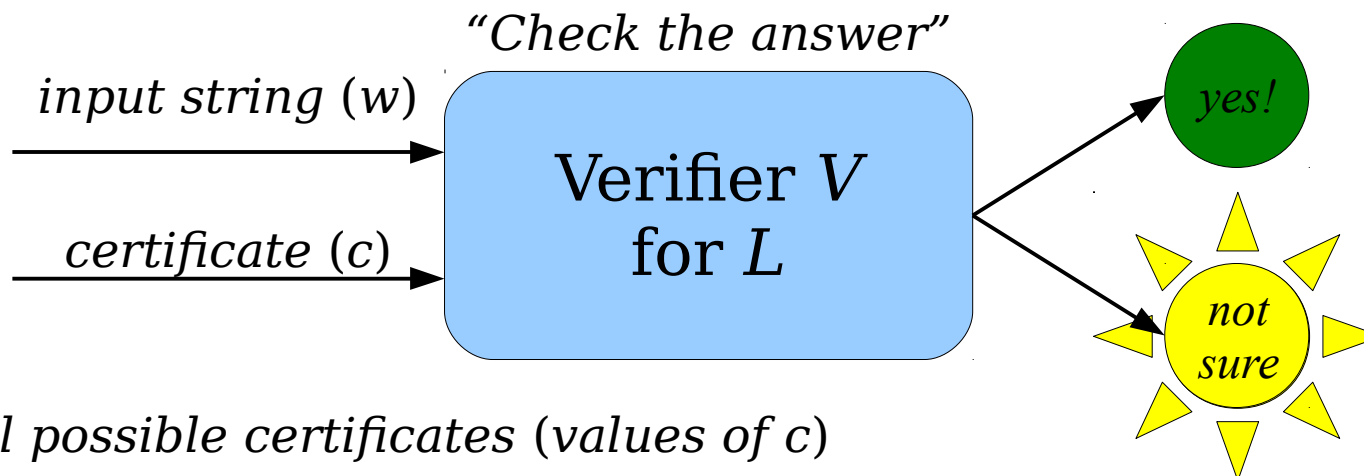 “Check the answer”
input string (w)
certificate (c)
Verifier V
for L
yes!
not
sure
possible certificates (values of c)